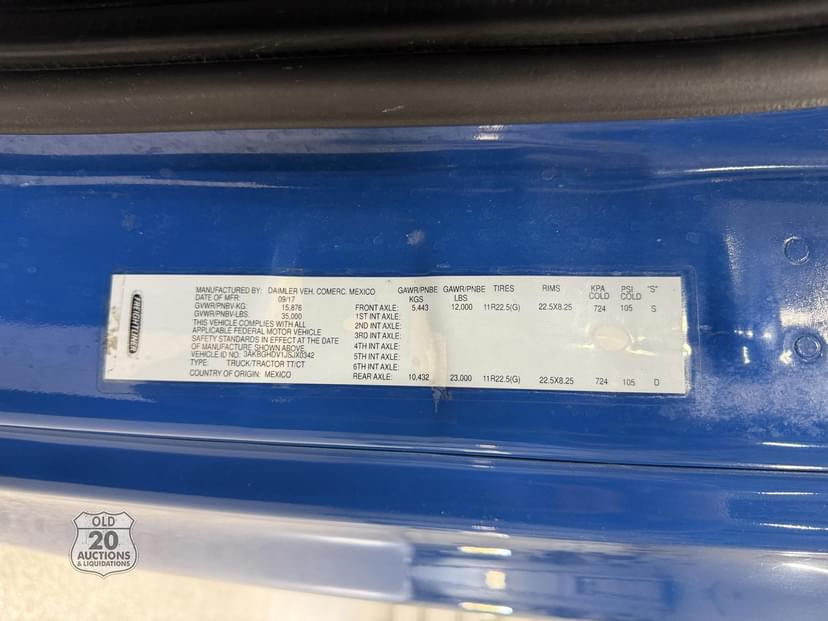 MANUFACTURED BY: DAIMLER VEH. COMERC. MEXICO GAWR/PNBE GAWR/PNBE TIRES RIMS KPA PSI "S"
DATE OF MFR: 09/17 KGS LBS COLD COLD
GVWR/PNBV-KG: 15,876 FRONT AXLE: 5,443 12,000 11R22.5(G) 22.5X8.25 724 105 S
GVWR/PNBV-LBS: 35,000 1ST INT AXLE:
THIS VEHICLE COMPLIES WITH ALL 2ND INT AXLE:
APPLICABLE FEDERAL MOTOR VEHICLE 3RD INT AXLE:
SAFETY STANDARDS IN EFFECT AT THE DATE
OF MANUFACTURE SHOWN ABOVE. 4TH INT AXLE:
VEHICLE ID NO: 3AKBGHDV1JSJX0342 5TH INT AXLE:
TYPE: TRUCK/TRACTOR TT/CT 6TH INT AXLE:
COUNTRY OF ORIGIN: MEXICO REAR AXLE: 10,432 23,000 11R22.5(G) 22.5X8.25 724 105 D
FREIGHTLINER
OLD
20
AUCTIONS
& LIQUIDATIONS